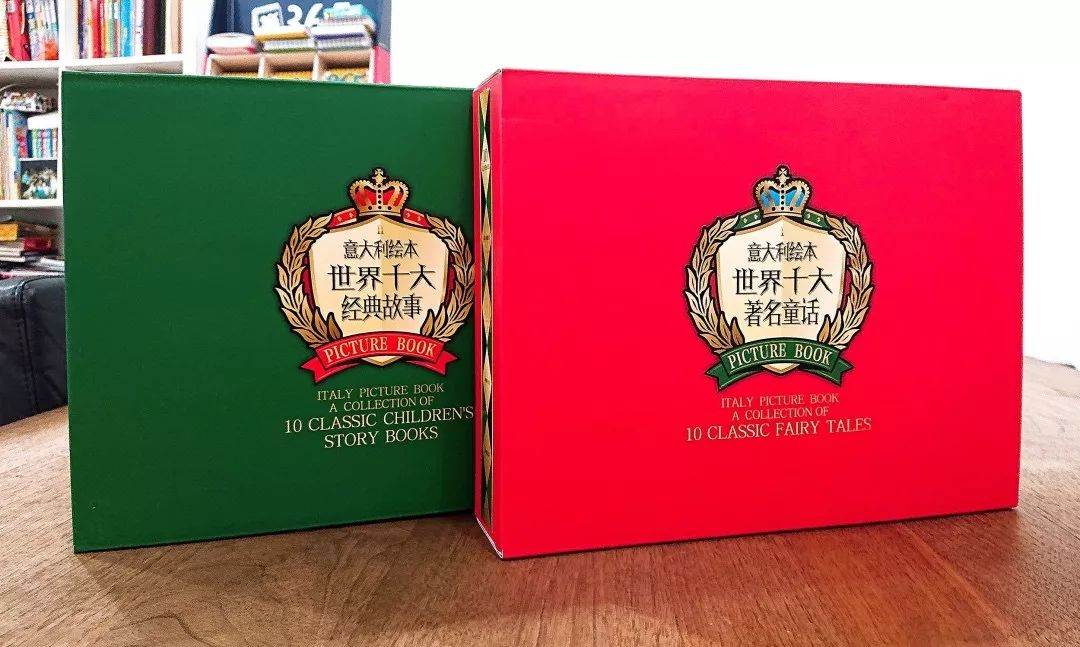 36
意大利绘本
世界十大
经典故事
PICTURE BOOK
ITALY PICTURE BOOK
A COLLECTION OF
10 CLASSIC CHILDREN'S
STORY BOOKS
意大利绘本
世界十大
著名童话
PICTURE BOOK
ITALY PICTURE BOOK
A COLLECTION OF
10 CLASSIC FAIRY TALES